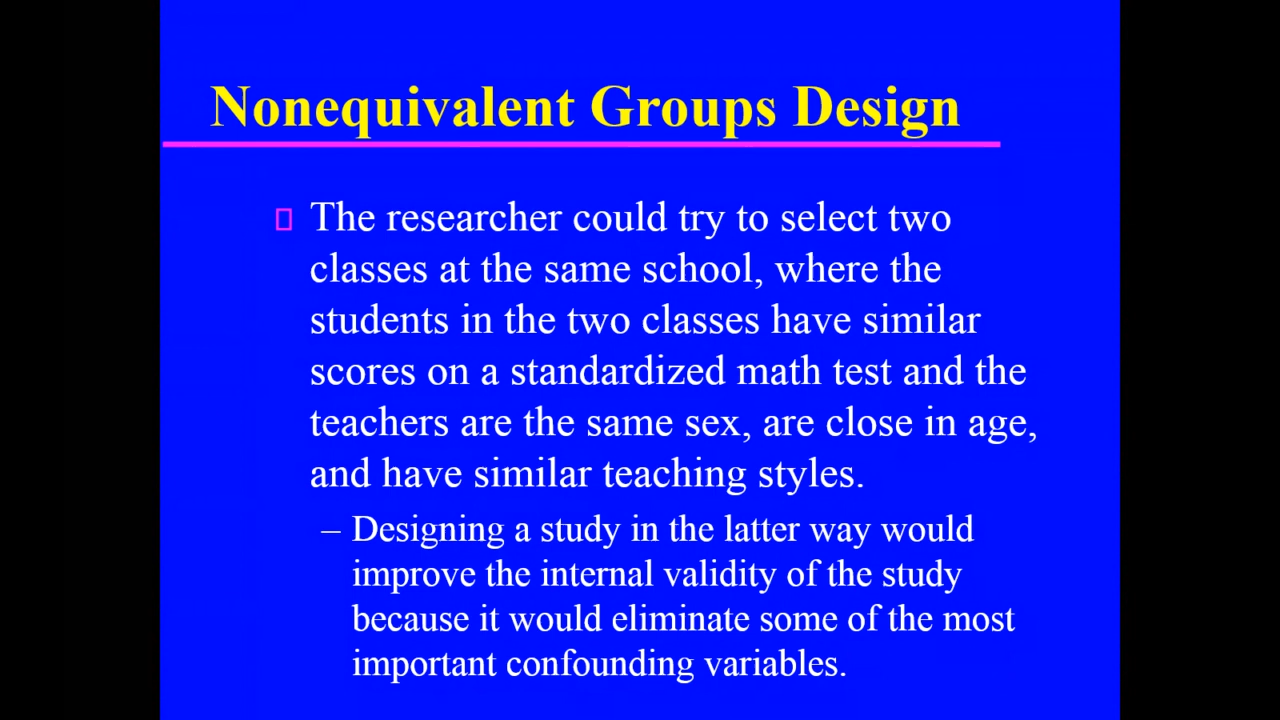 Nonequivalent Groups Design
The researcher could try to select two
classes at the same school, where the
students in the two classes have similar
scores on a standardized math test and the
teachers are the same sex, are close in age,
and have similar teaching styles.
– Designing a study in the latter way would
improve the internal validity of the study
because it would eliminate some of the most
important confounding variables.